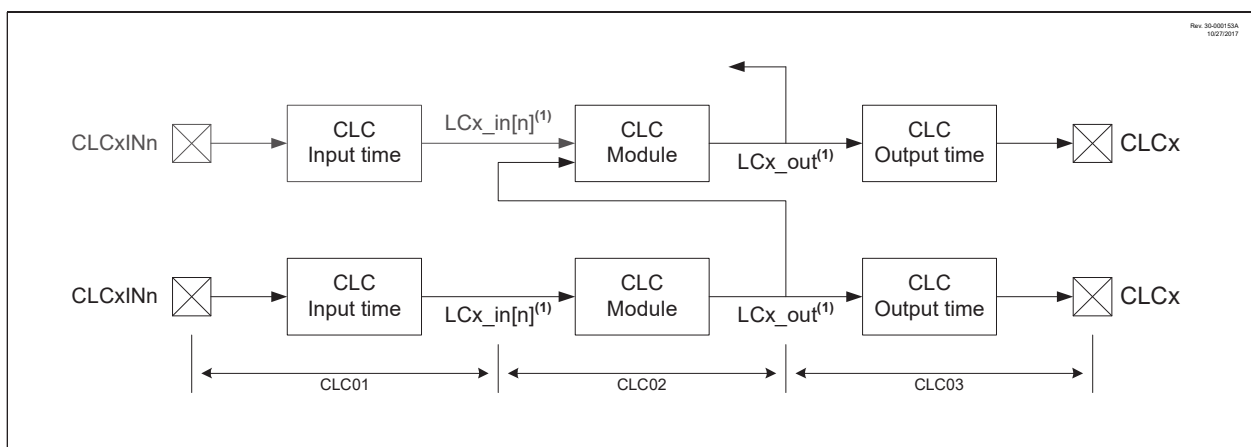 Rev. 30-000153A
10/27/2017
CLCxINn
CLC
Input time
LCx_in[n](1)
CLC
Module
LCx_out(1)
CLC
Output time
CLCx
CLCxINn
CLC
Input time
LCx_in[n](1)
CLC
Module
LCx_out(1)
CLC
Output time
CLCx
CLC01
CLC02
CLC03